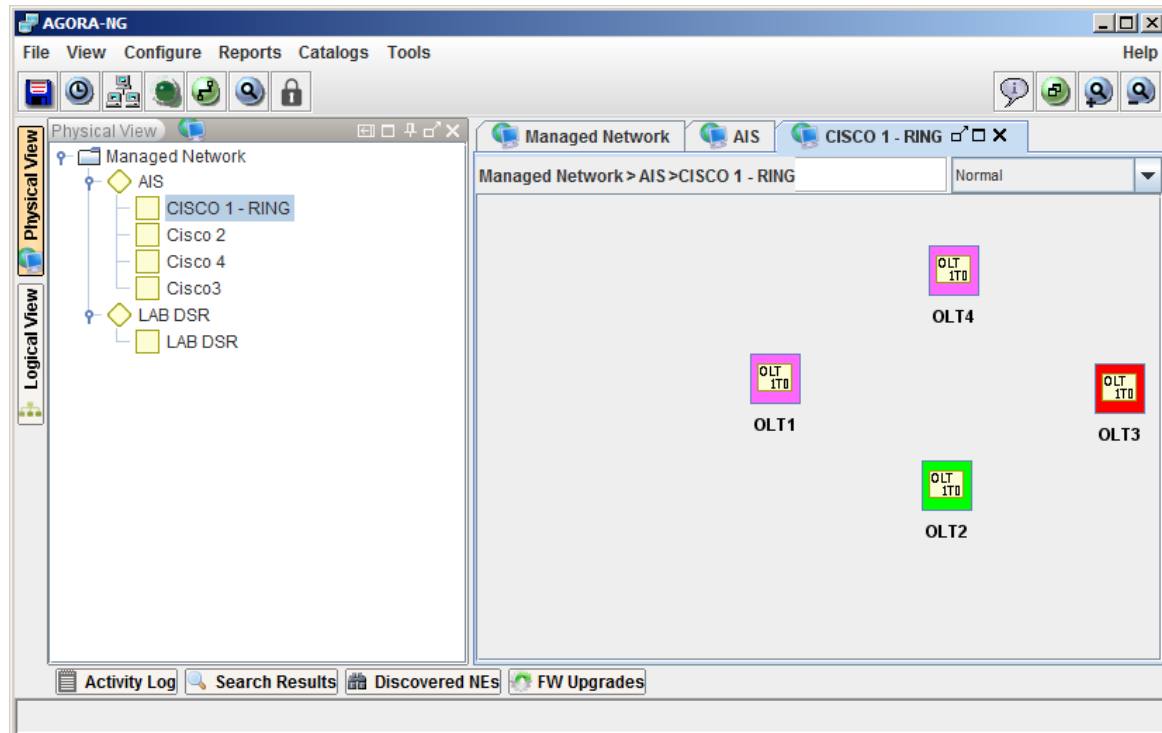 AGORA-NG
File View Configure Reports Catalogs Tools Help
Physical View
Logical View
Physical View
Managed Network
AIS
CISCO 1 - RING
Cisco 2
Cisco 4
Cisco3
LAB DSR
LAB DSR
Managed Network AIS CISCO 1 - RING
Managed Network > AIS >CISCO 1 - RING Normal
OLT 1T0
OLT4
OLT 1T0
OLT1
OLT 1T0
OLT3
OLT 1T0
OLT2
Activity Log Search Results Discovered NEs FW Upgrades